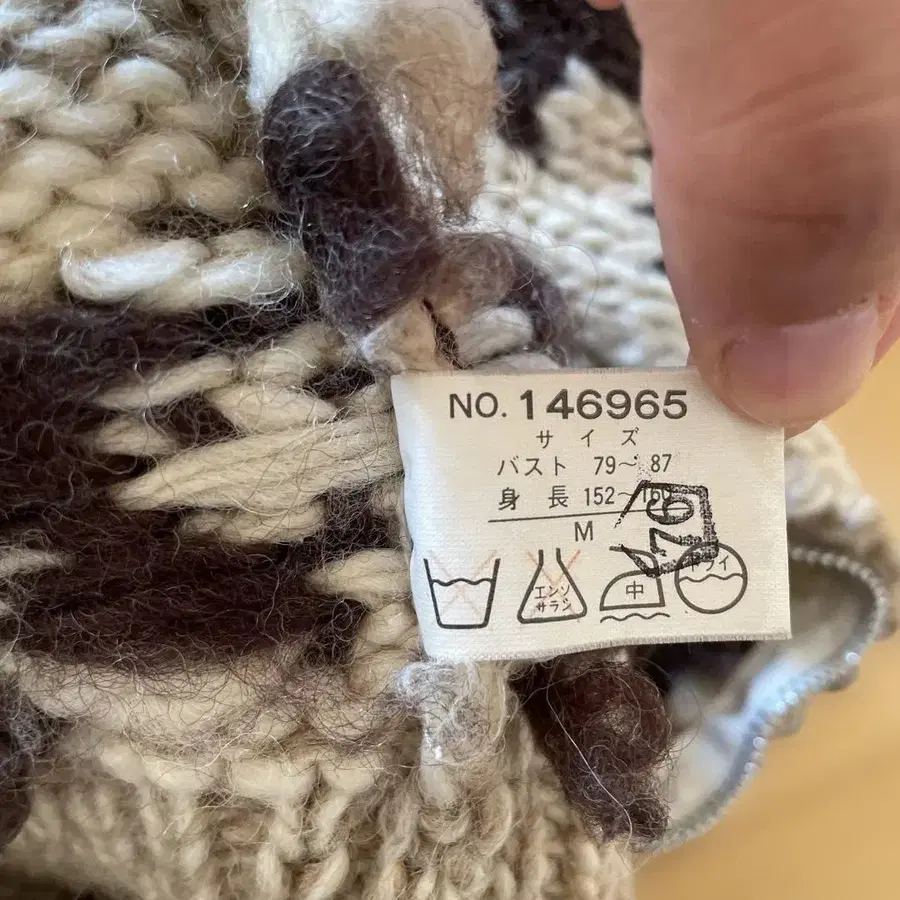 NO. 146965
サイズ
バスト 79～87
身長 152～160
M
エンソ
サラシ
中
ドライ